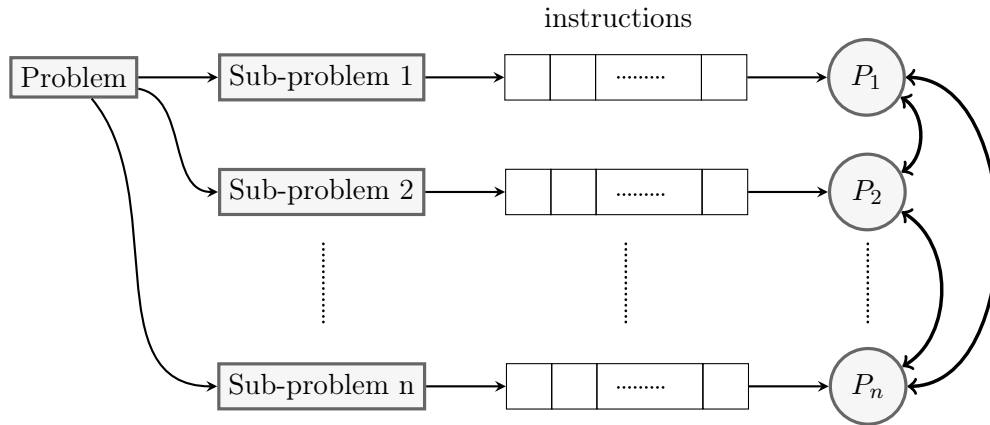 instructions
Problem
Sub-problem 1
.........
P₁
Sub-problem 2
.........
P₂
Sub-problem n
.........
Pₙ